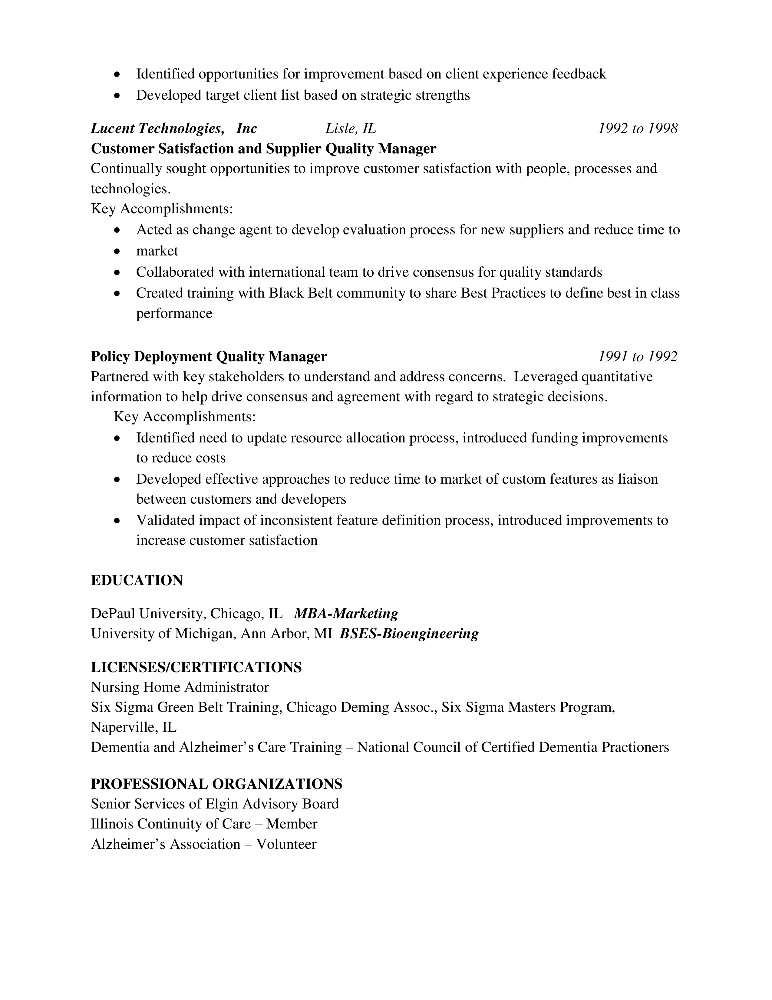 • Identified opportunities for improvement based on client experience feedback
• Developed target client list based on strategic strengths
Lucent Technologies, Inc Lisle, IL 1992 to 1998
Customer Satisfaction and Supplier Quality Manager
Continually sought opportunities to improve customer satisfaction with people, processes and
technologies.
Key Accomplishments:
• Acted as change agent to develop evaluation process for new suppliers and reduce time to
• market
• Collaborated with international team to drive consensus for quality standards
• Created training with Black Belt community to share Best Practices to define best in class
performance
Policy Deployment Quality Manager 1991 to 1992
Partnered with key stakeholders to understand and address concerns. Leveraged quantitative
information to help drive consensus and agreement with regard to strategic decisions.
Key Accomplishments:
• Identified need to update resource allocation process, introduced funding improvements
to reduce costs
• Developed effective approaches to reduce time to market of custom features as liaison
between customers and developers
• Validated impact of inconsistent feature definition process, introduced improvements to
increase customer satisfaction
EDUCATION
DePaul University, Chicago, IL MBA-Marketing
University of Michigan, Ann Arbor, MI BSES-Bioengineering
LICENSES/CERTIFICATIONS
Nursing Home Administrator
Six Sigma Green Belt Training, Chicago Deming Assoc., Six Sigma Masters Program,
Naperville, IL
Dementia and Alzheimer's Care Training – National Council of Certified Dementia Practioners
PROFESSIONAL ORGANIZATIONS
Senior Services of Elgin Advisory Board
Illinois Continuity of Care – Member
Alzheimer's Association – Volunteer